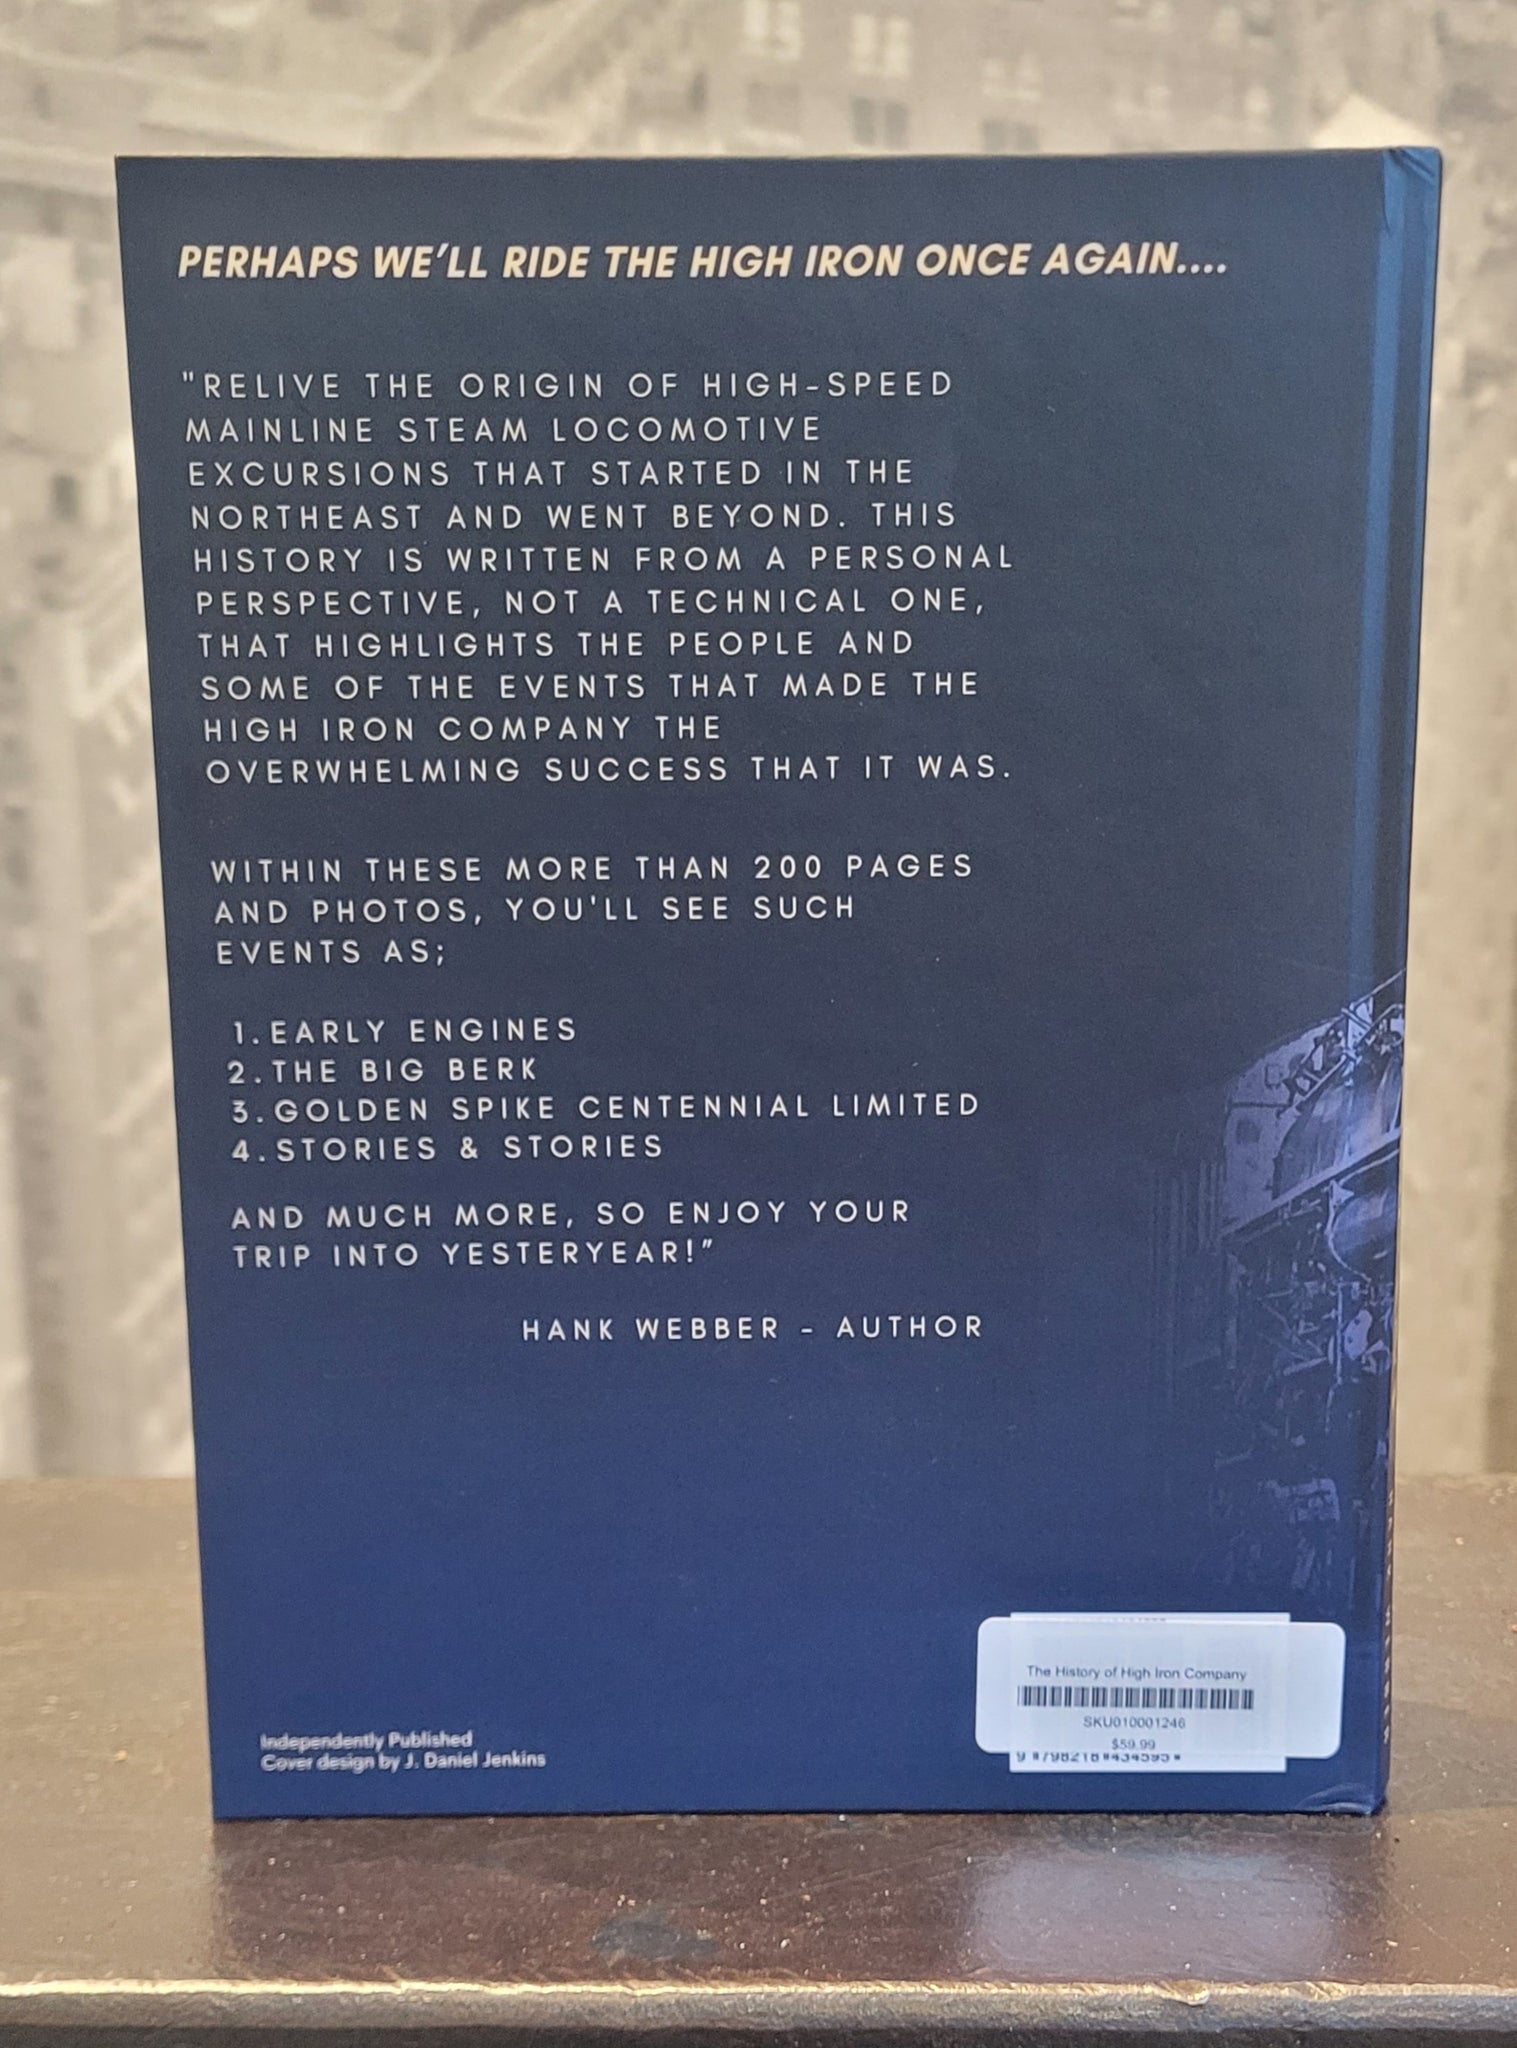 PERHAPS WE'LL RIDE THE HIGH IRON ONCE AGAIN....
"RELIVE THE ORIGIN OF HIGH-SPEED
MAINLINE STEAM LOCOMOTIVE
EXCURSIONS THAT STARTED IN THE
NORTHEAST AND WENT BEYOND. THIS
HISTORY IS WRITTEN FROM A PERSONAL
PERSPECTIVE, NOT A TECHNICAL ONE,
THAT HIGHLIGHTS THE PEOPLE AND
SOME OF THE EVENTS THAT MADE THE
HIGH IRON COMPANY THE
OVERWHELMING SUCCESS THAT IT WAS.
WITHIN THESE MORE THAN 200 PAGES
AND PHOTOS, YOU'LL SEE SUCH
EVENTS AS;
1. EARLY ENGINES
2. THE BIG BERK
3. GOLDEN SPIKE CENTENNIAL LIMITED
4. STORIES & STORIES
AND MUCH MORE, SO ENJOY YOUR
TRIP INTO YESTERYEAR!"
HANK WEBBER - AUTHOR
Independently Published
Cover design by J. Daniel Jenkins
The History of High Iron Company
SKU010001246
$59.99